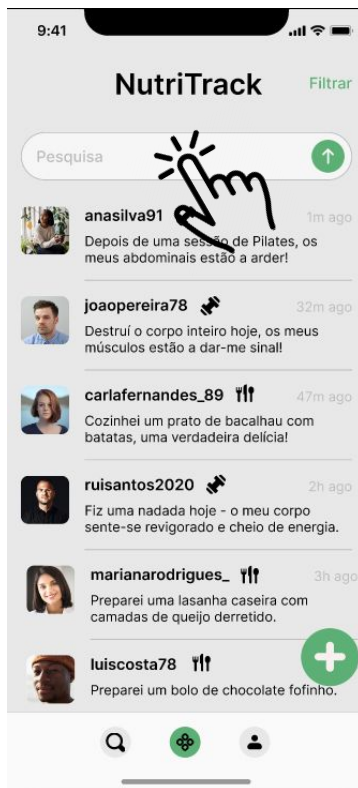 9:41
NutriTrack
Filtrar
Pesquisa
anasilva91
1m ago
Depois de uma sessão de Pilates, os
meus abdominais estão a arder!
joaopereira78
32m ago
Destruí o corpo inteiro hoje, os meus
músculos estão a dar-me sinal!
carlafernandes_89
47m ago
Cozinhei um prato de bacalhau com
batatas, uma verdadeira delícia!
ruisantos2020
2h ago
Fiz uma nadada hoje - o meu corpo
sente-se revigorado e cheio de energia.
marianarodrigues_
3h ago
Preparei uma lasanha caseira com
camadas de queijo derretido.
luiscosta78
Preparei um bolo de chocolate fofinho.